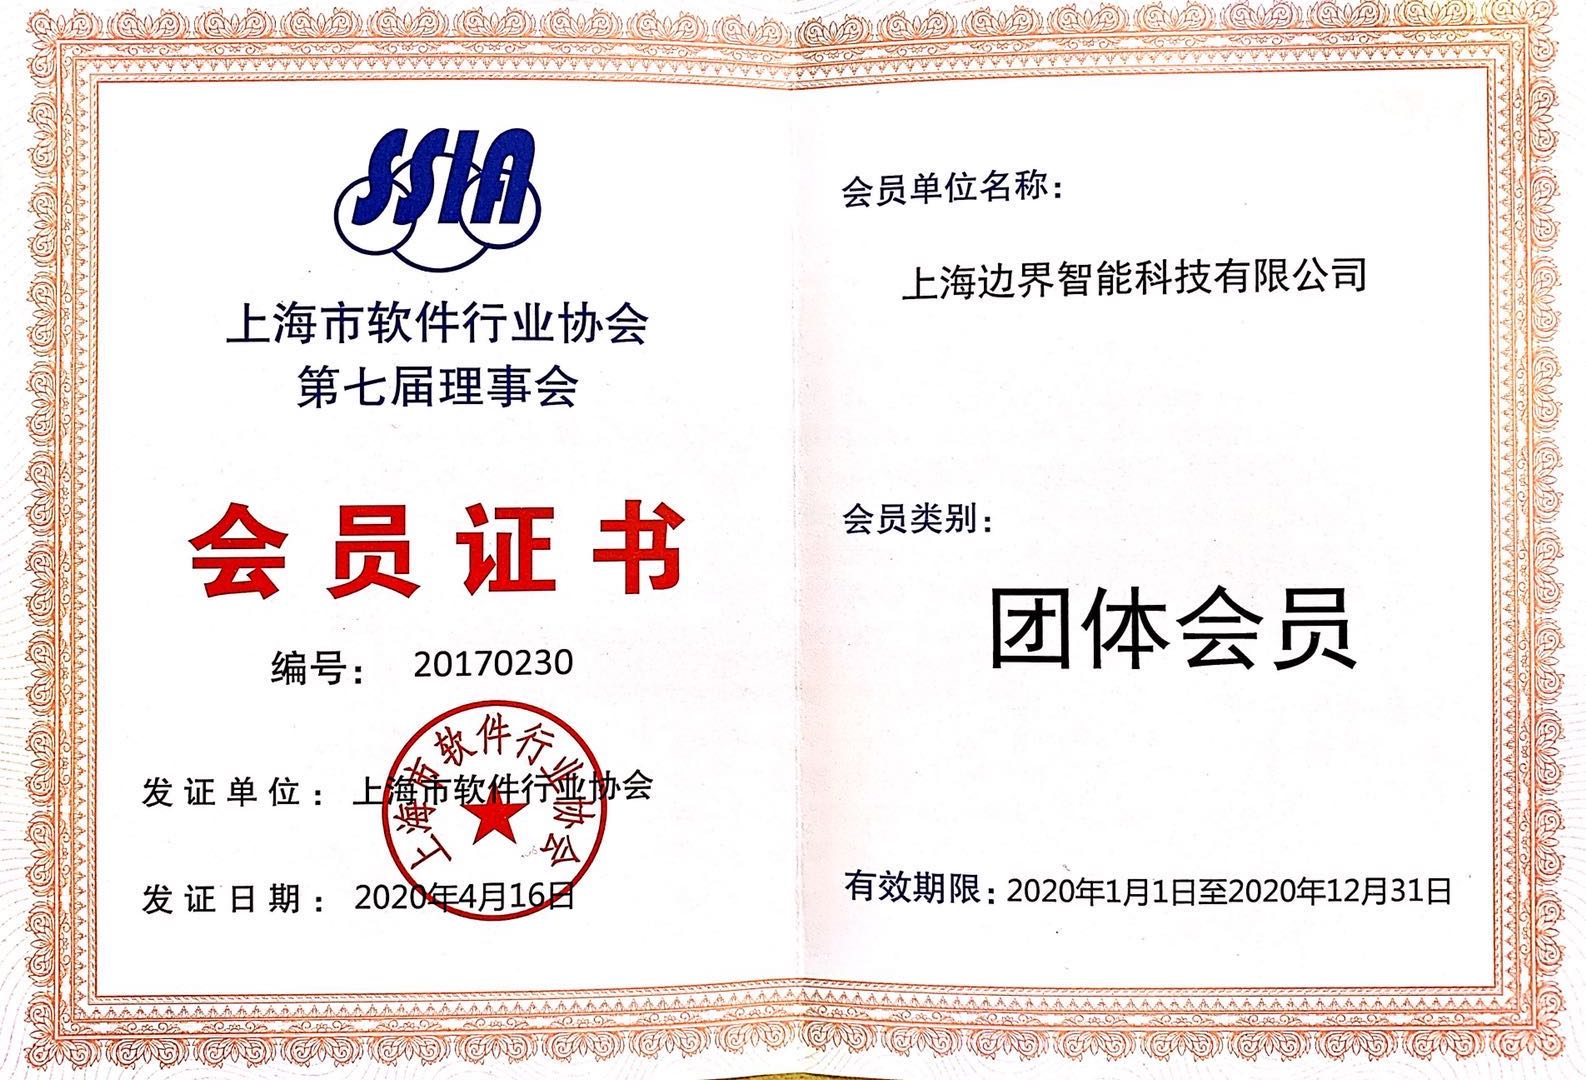 SSIA
上海市软件行业协会
第七届理事会
会员证书
编号： 20170230
上海市软件行业协会
发证单位：上海市软件行业协会
发证日期：2020年4月16日
会员单位名称：
上海边界智能科技有限公司
会员类别：
团体会员
有效期限：2020年1月1日至2020年12月31日